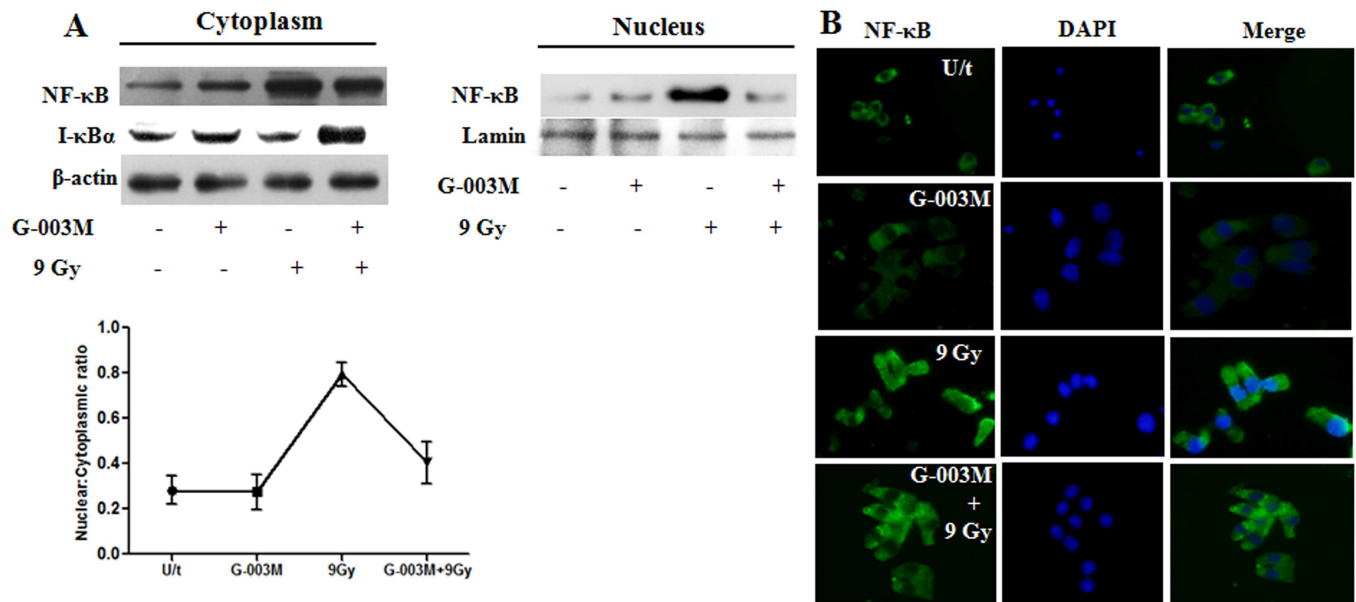 A
Cytoplasm
NF-κB
I-κBα
β-actin
G-003M - + - +
9 Gy - - + +
Nucleus
NF-κB
Lamin
G-003M - + - +
9 Gy - - + +
Nuclear:Cytoplasmic ratio
1.0
0.8
0.6
0.4
0.2
0.0
U/t G-003M 9Gy G-003M+9Gy
B
NF-κB DAPI Merge
U/t
G-003M
9 Gy
G-003M
+
9 Gy